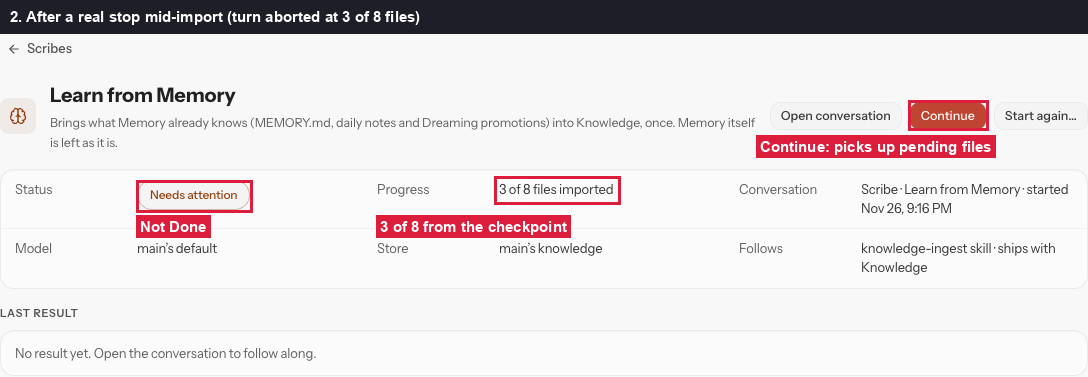 2. After a real stop mid-import (turn aborted at 3 of 8 files)
← Scribes
Learn from Memory
Brings what Memory already knows (MEMORY.md, daily notes and Dreaming promotions) into Knowledge, once. Memory itself
is left as it is.
Open conversation
Continue
Start again...
Continue: picks up pending files
Status
Needs attention
Not Done
Progress
3 of 8 files imported
3 of 8 from the checkpoint
Conversation
Scribe · Learn from Memory · started
Nov 26, 9:16 PM
Model
main's default
Store
main's knowledge
Follows
knowledge-ingest skill · ships with
Knowledge
LAST RESULT
No result yet. Open the conversation to follow along.